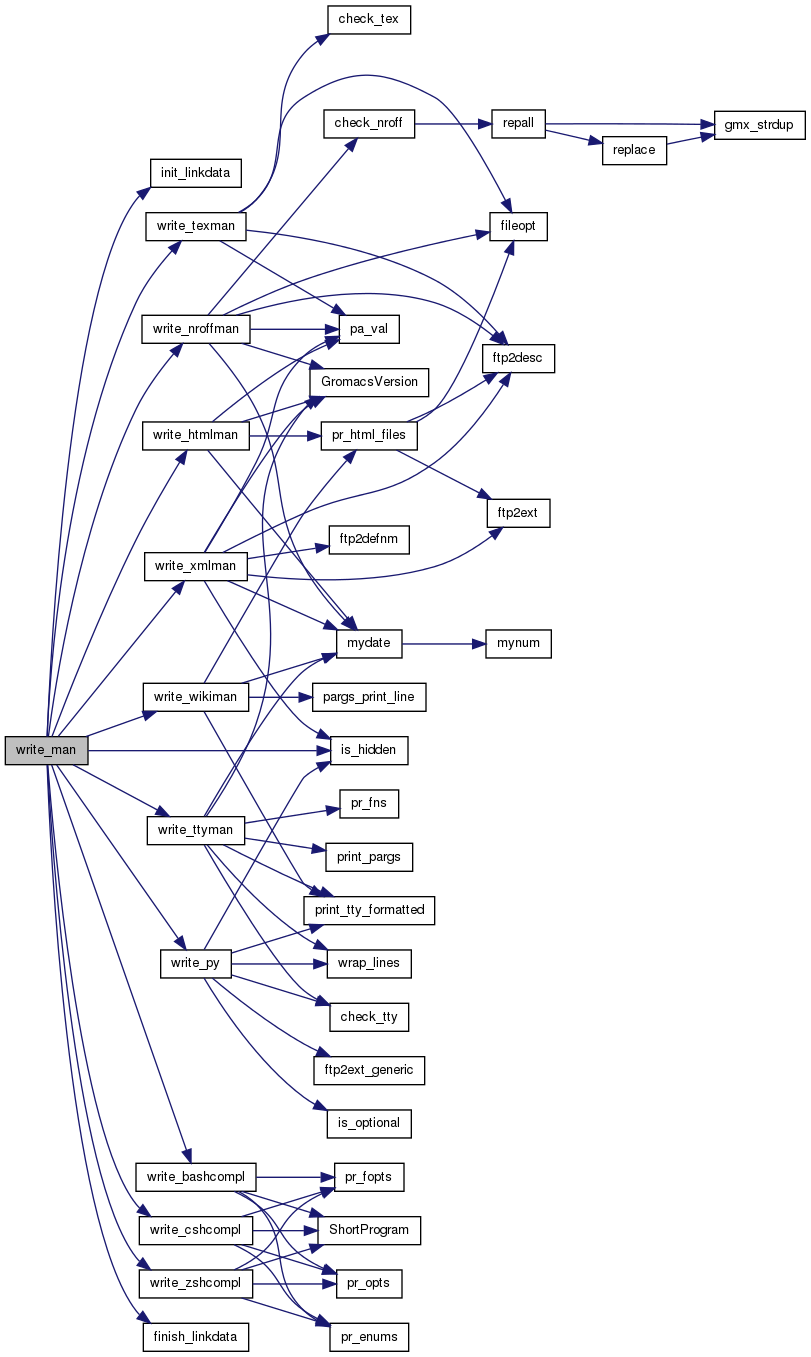 check_tex
check_nroff
repall
gmx_strdup
replace
init_linkdata
write_texman
fileopt
write_nroffman
pa_val
ftp2desc
GromacsVersion
write_htmlman
pr_html_files
ftp2ext
ftp2defnm
write_xmlman
mydate
mynum
write_wikiman
pargs_print_line
write_man
is_hidden
pr_fns
write_ttyman
print_pargs
print_tty_formatted
write_py
wrap_lines
check_tty
ftp2ext_generic
is_optional
write_bashcompl
pr_fopts
write_cshcompl
ShortProgram
write_zshcompl
pr_opts
finish_linkdata
pr_enums